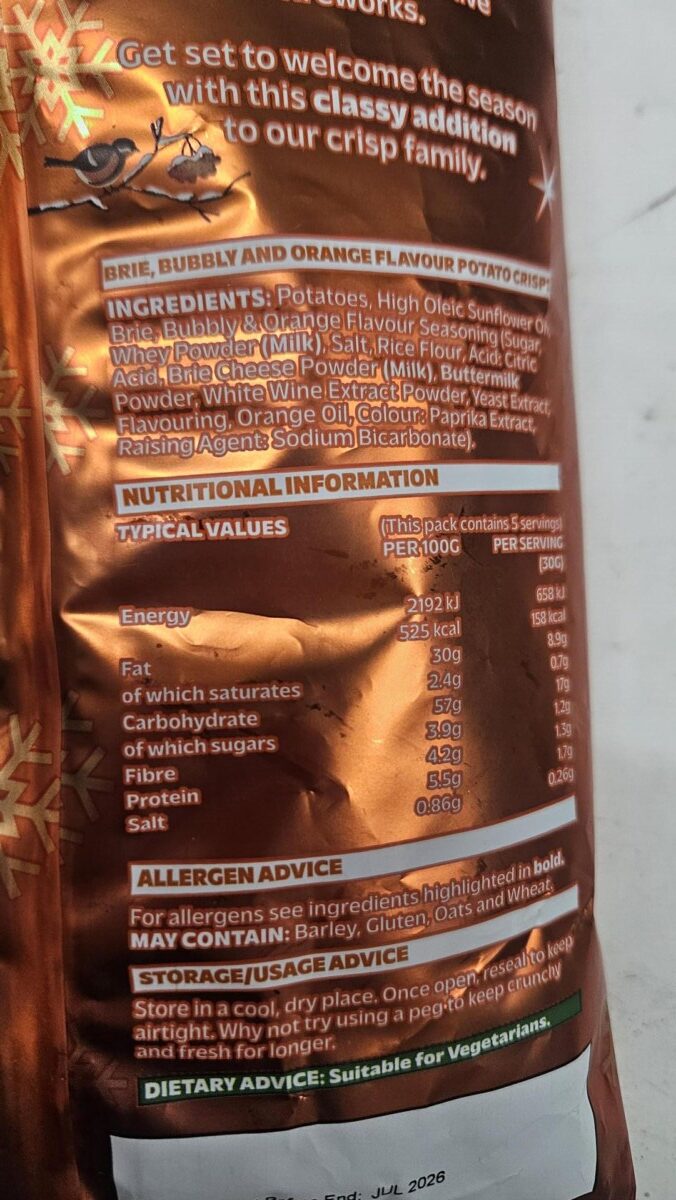 Get set to welcome the season
with this classy addition
to our crisp family.
BRIE, BUBBLY AND ORANGE FLAVOUR POTATO CRISPS
INGREDIENTS: Potatoes, High Oleic Sunflower Oil,
Brie, Bubbly & Orange Flavour Seasoning (Sugar,
Whey Powder (Milk), Salt, Rice Flour, Acid: Citric
Acid, Brie Cheese Powder (Milk), Buttermilk
Powder, White Wine Extract Powder, Yeast Extract,
Flavouring, Orange Oil, Colour: Paprika Extract,
Raising Agent: Sodium Bicarbonate).
NUTRITIONAL INFORMATION
TYPICAL VALUES (This pack contains 5 servings)
PER 100G PER SERVING
(30G)
Energy 2192 kJ 658 kJ
525 kcal 158 kcal
Fat 30g 8.9g
of which saturates 2.4g 0.7g
Carbohydrate 57g 17g
of which sugars 3.9g 1.2g
Fibre 4.2g 1.3g
Protein 5.5g 1.7g
Salt 0.86g 0.26g
ALLERGEN ADVICE
For allergens see ingredients highlighted in bold.
MAY CONTAIN: Barley, Gluten, Oats and Wheat.
STORAGE/USAGE ADVICE
Store in a cool, dry place. Once open, reseal to keep
airtight. Why not try using a peg to keep crunchy
and fresh for longer.
DIETARY ADVICE: Suitable for Vegetarians.
End: JUL 2026